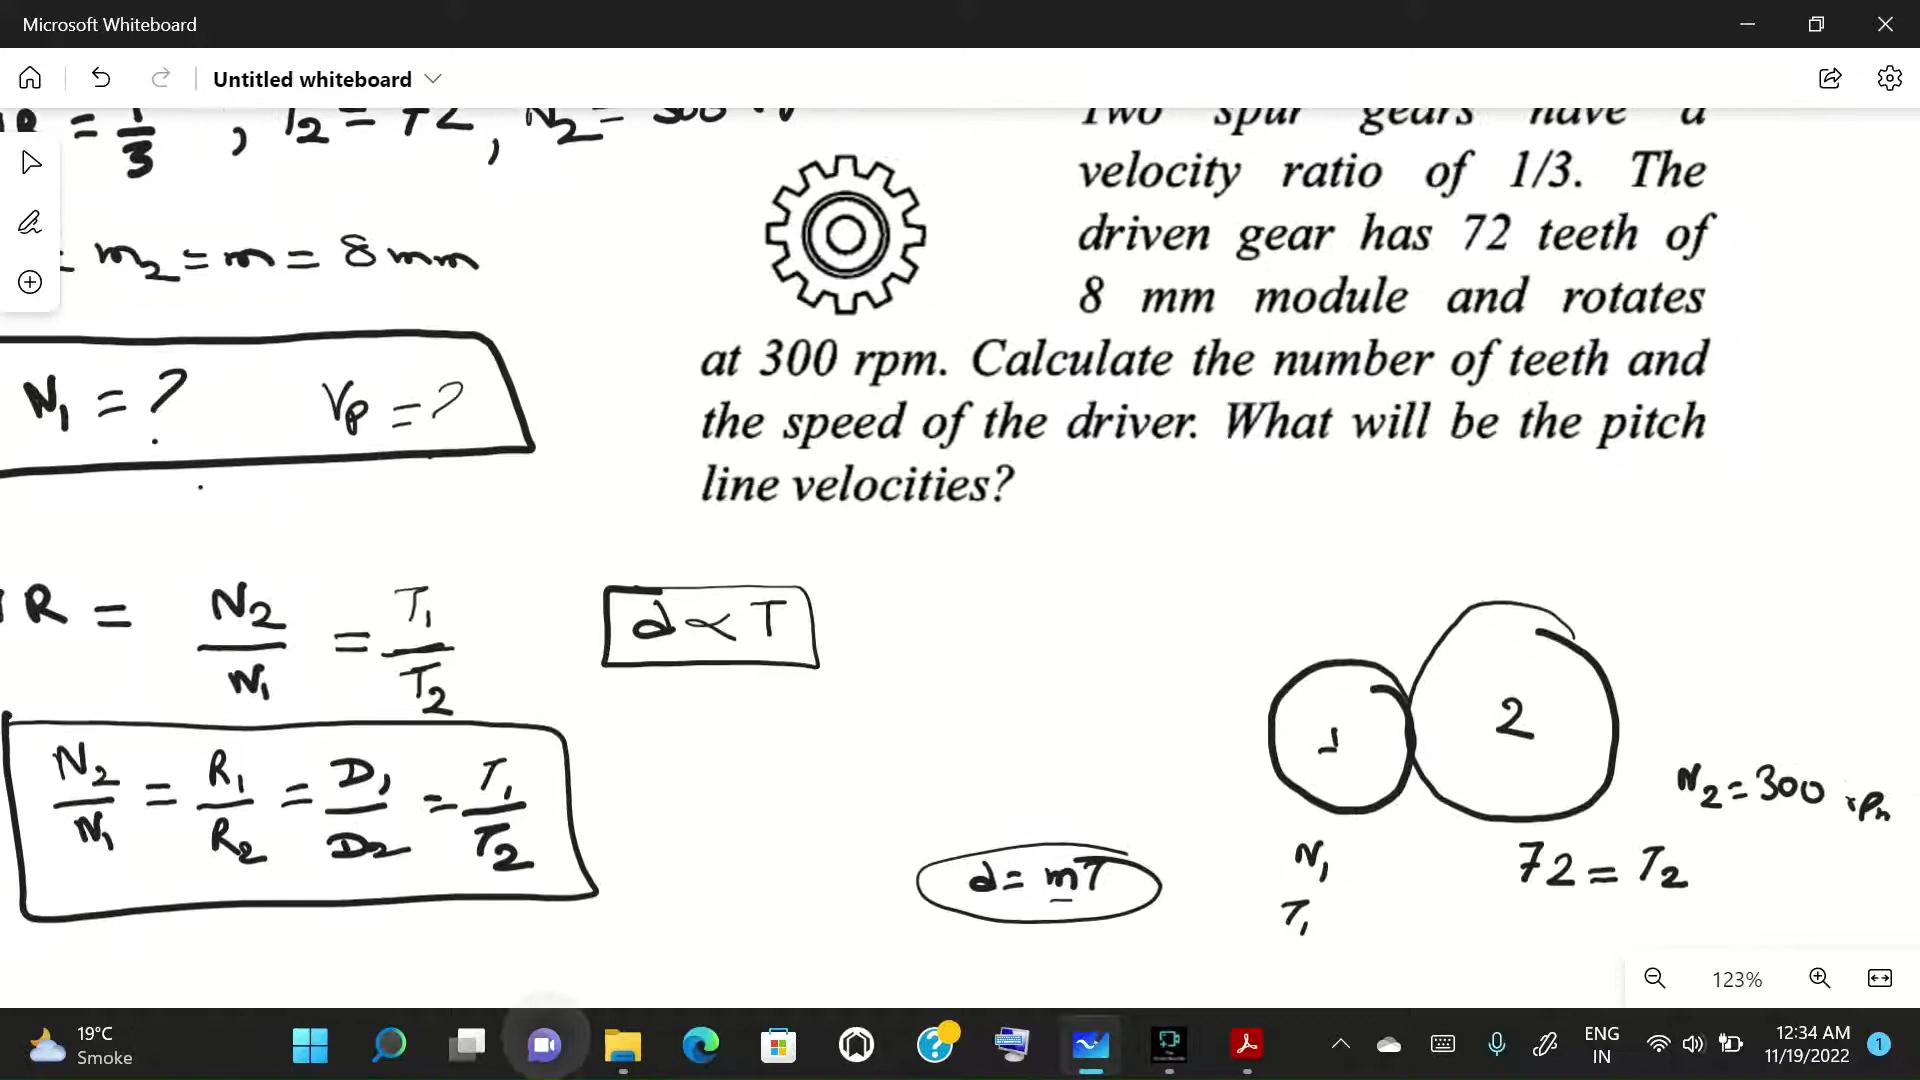 Microsoft Whiteboard
Untitled whiteboard
R = 1/3 , T2 = 72 , N2 = 300
= m2 = m = 8 mm
N1 = ? Vp = ?
Two spur gears have a
velocity ratio of 1/3. The
driven gear has 72 teeth of
8 mm module and rotates
at 300 rpm. Calculate the number of teeth and
the speed of the driver. What will be the pitch
line velocities?
R = N2/N1 = T1/T2
d ∝ T
N2/N1 = R1/R2 = D1/D2 = T1/T2
d = mT
1
2
N2 = 300 rpm
N1
T1
72 = T2
123%
19°C
Smoke
ENG
IN
12:34 AM
11/19/2022
1